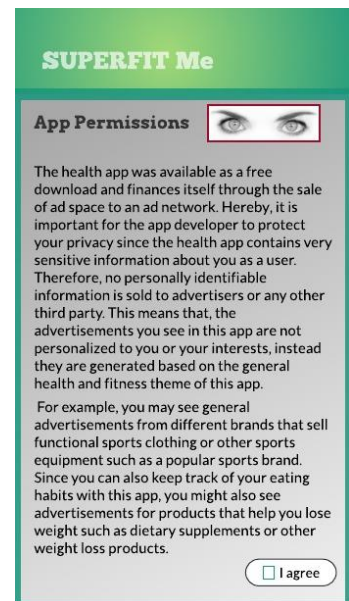 SUPERFIT Me
App Permissions
The health app was available as a free
download and finances itself through the sale
of ad space to an ad network. Hereby, it is
important for the app developer to protect
your privacy since the health app contains very
sensitive information about you as a user.
Therefore, no personally identifiable
information is sold to advertisers or any other
third party. This means that, the
advertisements you see in this app are not
personalized to you or your interests, instead
they are generated based on the general
health and fitness theme of this app.
For example, you may see general
advertisements from different brands that sell
functional sports clothing or other sports
equipment such as a popular sports brand.
Since you can also keep track of your eating
habits with this app, you might also see
advertisements for products that help you lose
weight such as dietary supplements or other
weight loss products.
I agree